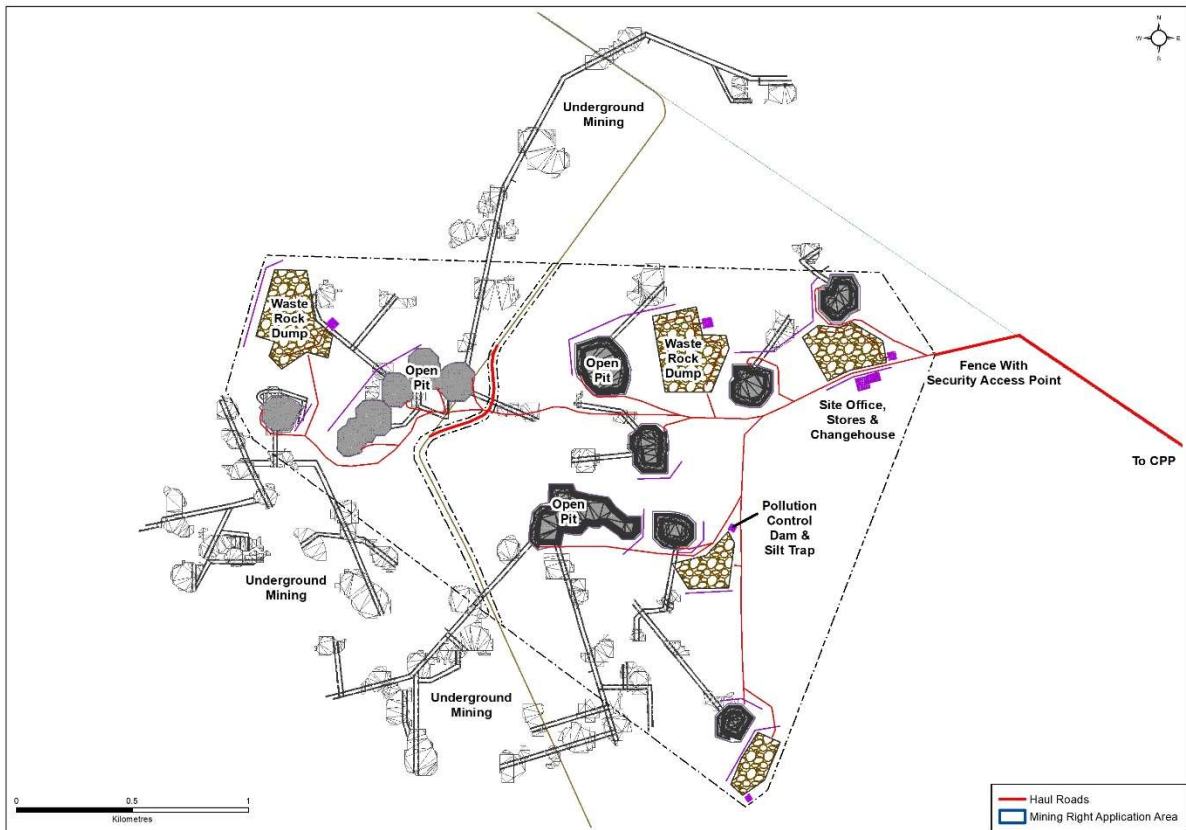 N
W
E
S
Underground
Mining
Waste
Rock
Dump
Open
Pit
Open
Pit
Waste
Rock
Dump
Fence With
Security Access Point
Site Office,
Stores &
Changehouse
To CPP
Open
Pit
Pollution
Control
Dam &
Silt Trap
Underground
Mining
Underground
Mining
0
0.5
1
Kilometres
Haul Roads
Mining Right Application Area